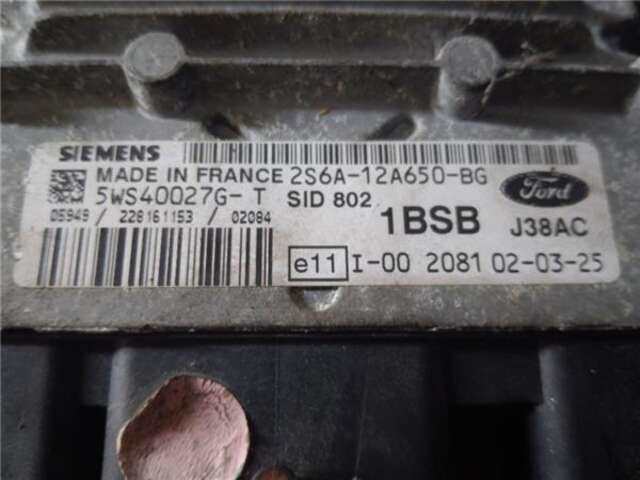 SIEMENS
MADE IN FRANCE 2S6A-12A650-BG
5WS40027G- T SID 802
Ford
05949 / 228161153 / 02084
1BSB J38AC
e11 I-00 2081 02-03-25